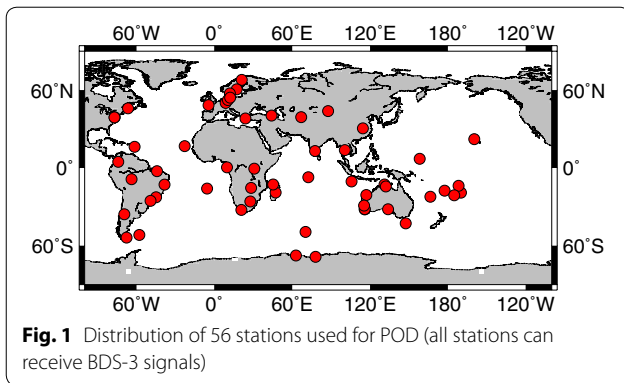 60°W 0° 60°E 120°E 180° 120°W
60°N 60°N
0° 0°
60°S 60°S
60°W 0° 60°E 120°E 180° 120°W
Fig. 1 Distribution of 56 stations used for POD (all stations can
receive BDS-3 signals)